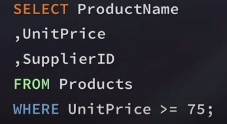 SELECT ProductName
,UnitPrice
,SupplierID
FROM Products
WHERE UnitPrice >= 75;